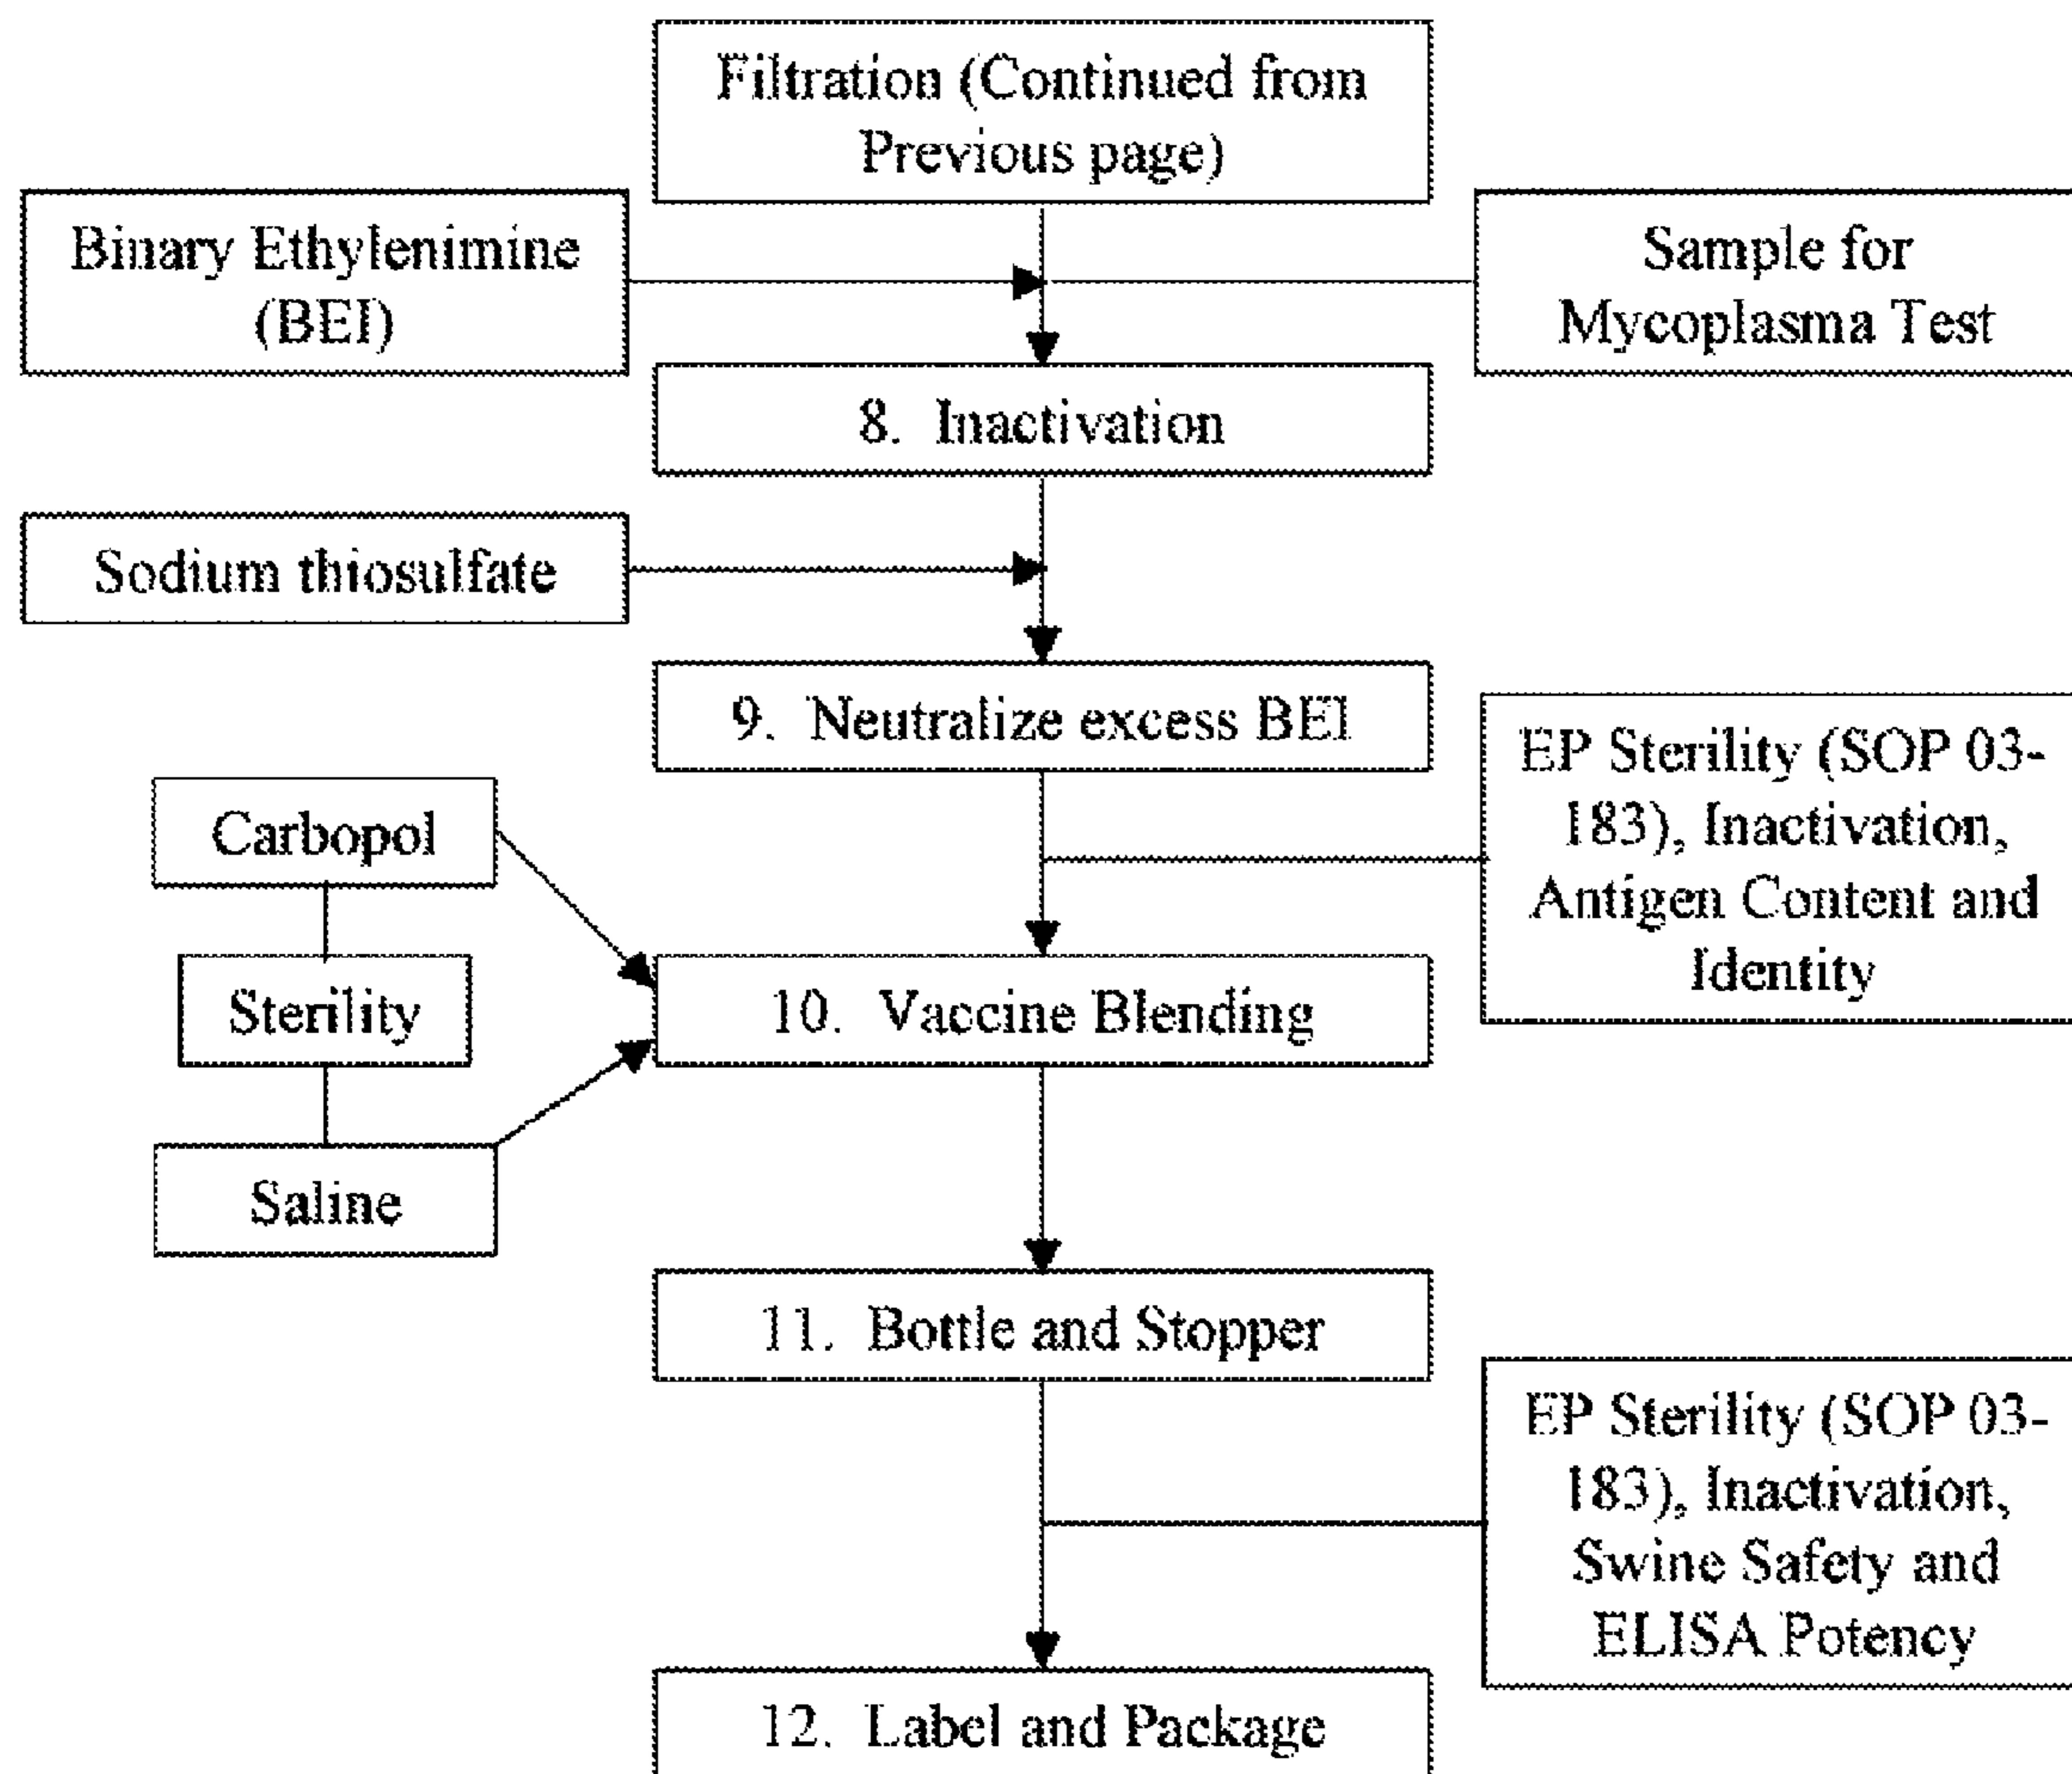 Filtration (Continued from
Previous page)
Binary Ethylenimine
(BEI)
Sample for
Mycoplasma Test
8. Inactivation
Sodium thiosulfate
9. Neutralize excess BEI
EP Sterility (SOP 03-
183), Inactivation,
Antigen Content and
Identity
Carbopol
Sterility
10. Vaccine Blending
Saline
11. Bottle and Stopper
EP Sterility (SOP 03-
183), Inactivation,
Swine Safety and
ELISA Potency
12. Label and Package